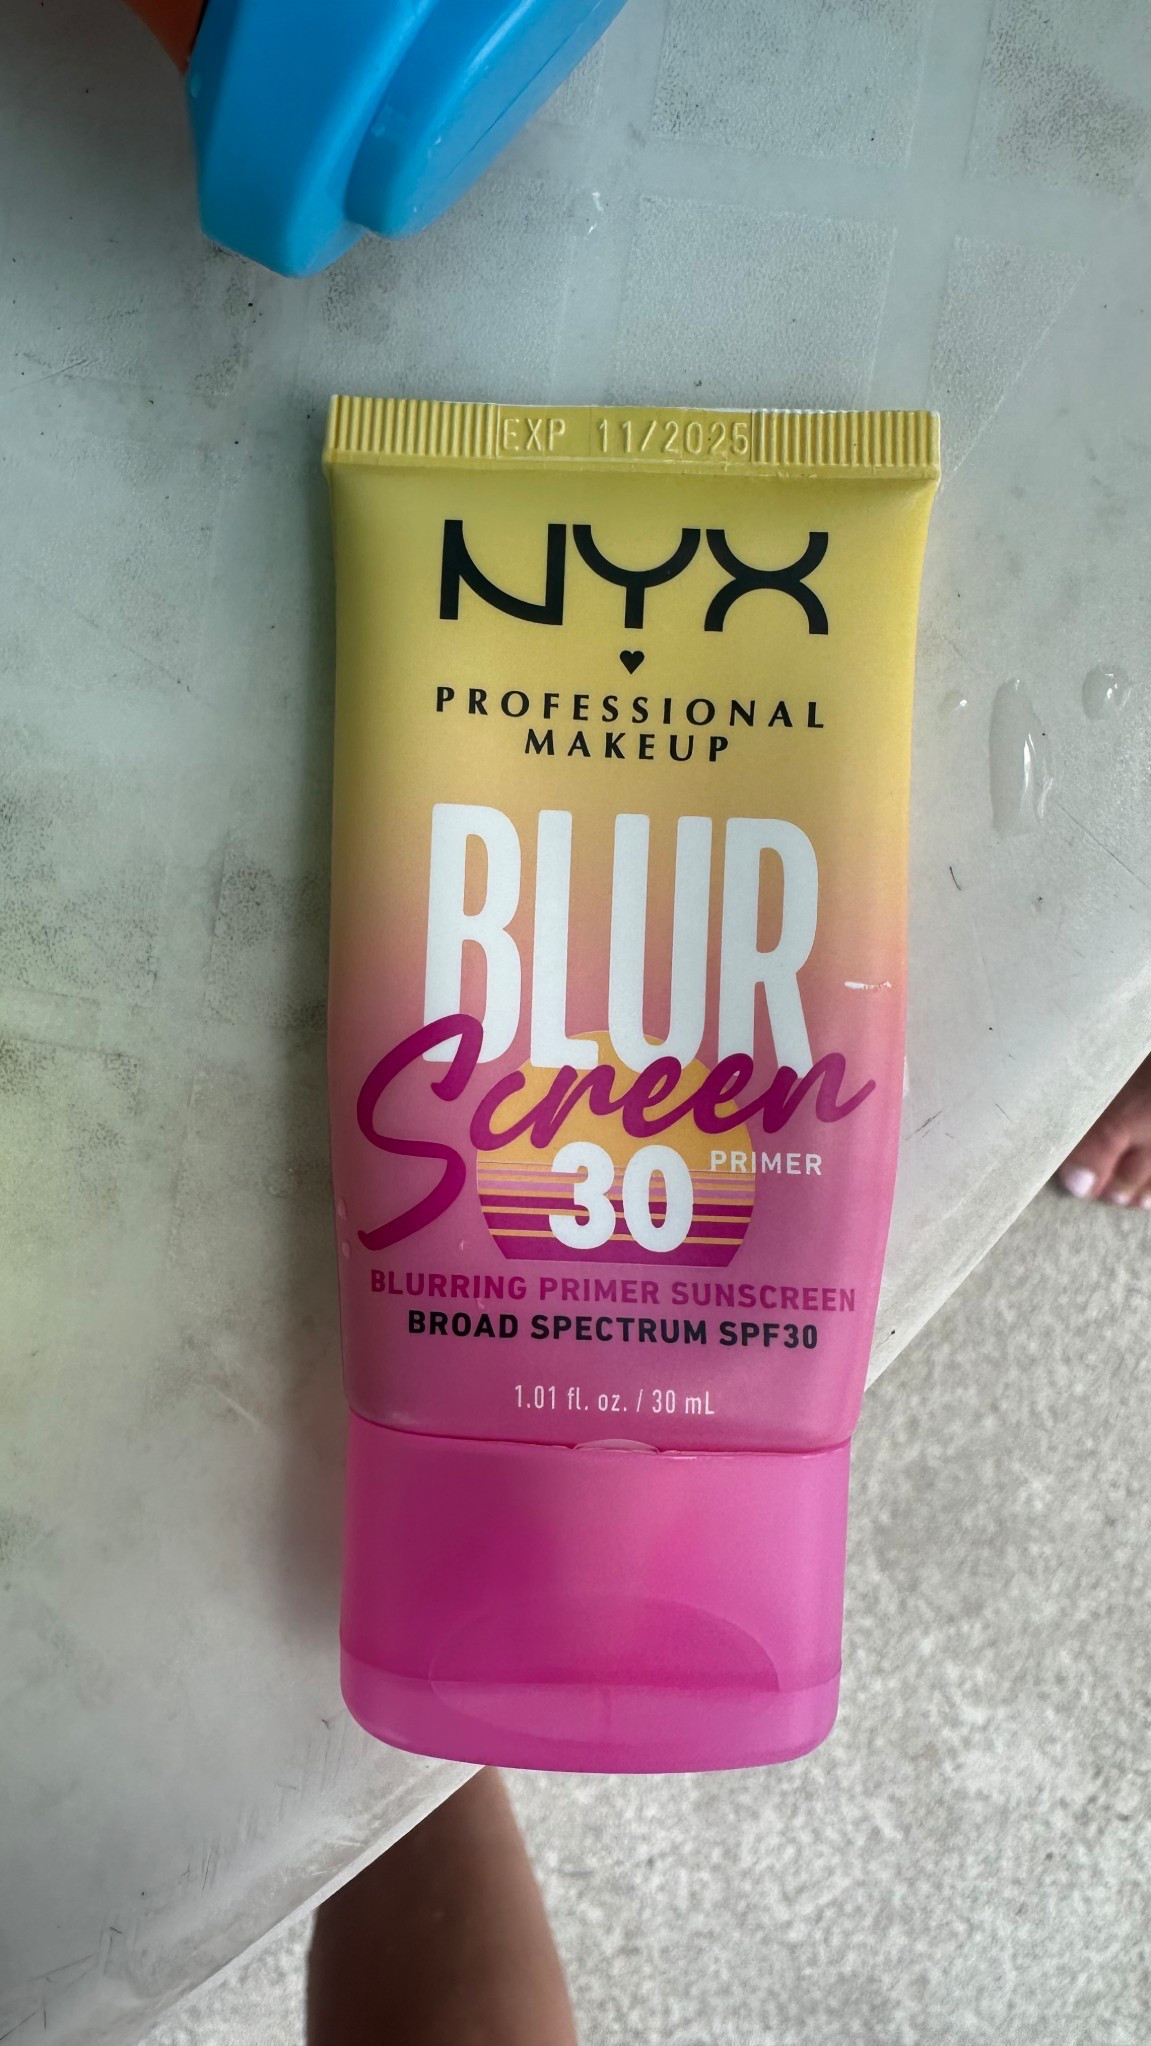 EXP 11/2025
NYX
PROFESSIONAL
MAKEUP
BLUR
Screen
30 PRIMER
BLURRING PRIMER SUNSCREEN
BROAD SPECTRUM SPF30
1.01 fl. oz. / 30 mL